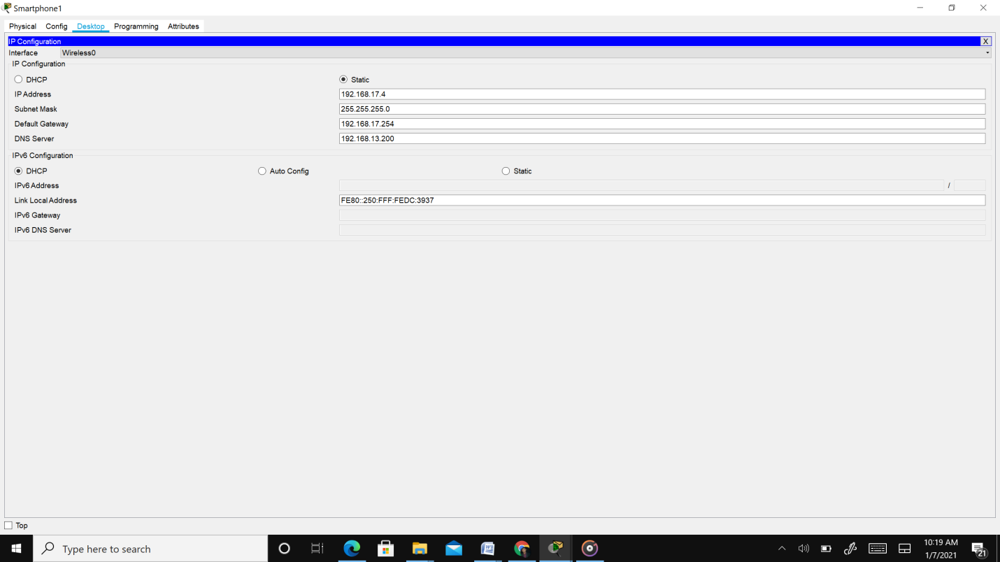 Smartphone1
Physical Config Desktop Programming Attributes
IP Configuration X
Interface Wireless0
IP Configuration
DHCP Static
IP Address 192.168.17.4
Subnet Mask 255.255.255.0
Default Gateway 192.168.17.254
DNS Server 192.168.13.200
IPv6 Configuration
DHCP Auto Config Static
IPv6 Address /
Link Local Address FE80::250:FFF:FEDC:3937
IPv6 Gateway
IPv6 DNS Server
Top
Type here to search
10:19 AM
1/7/2021
21